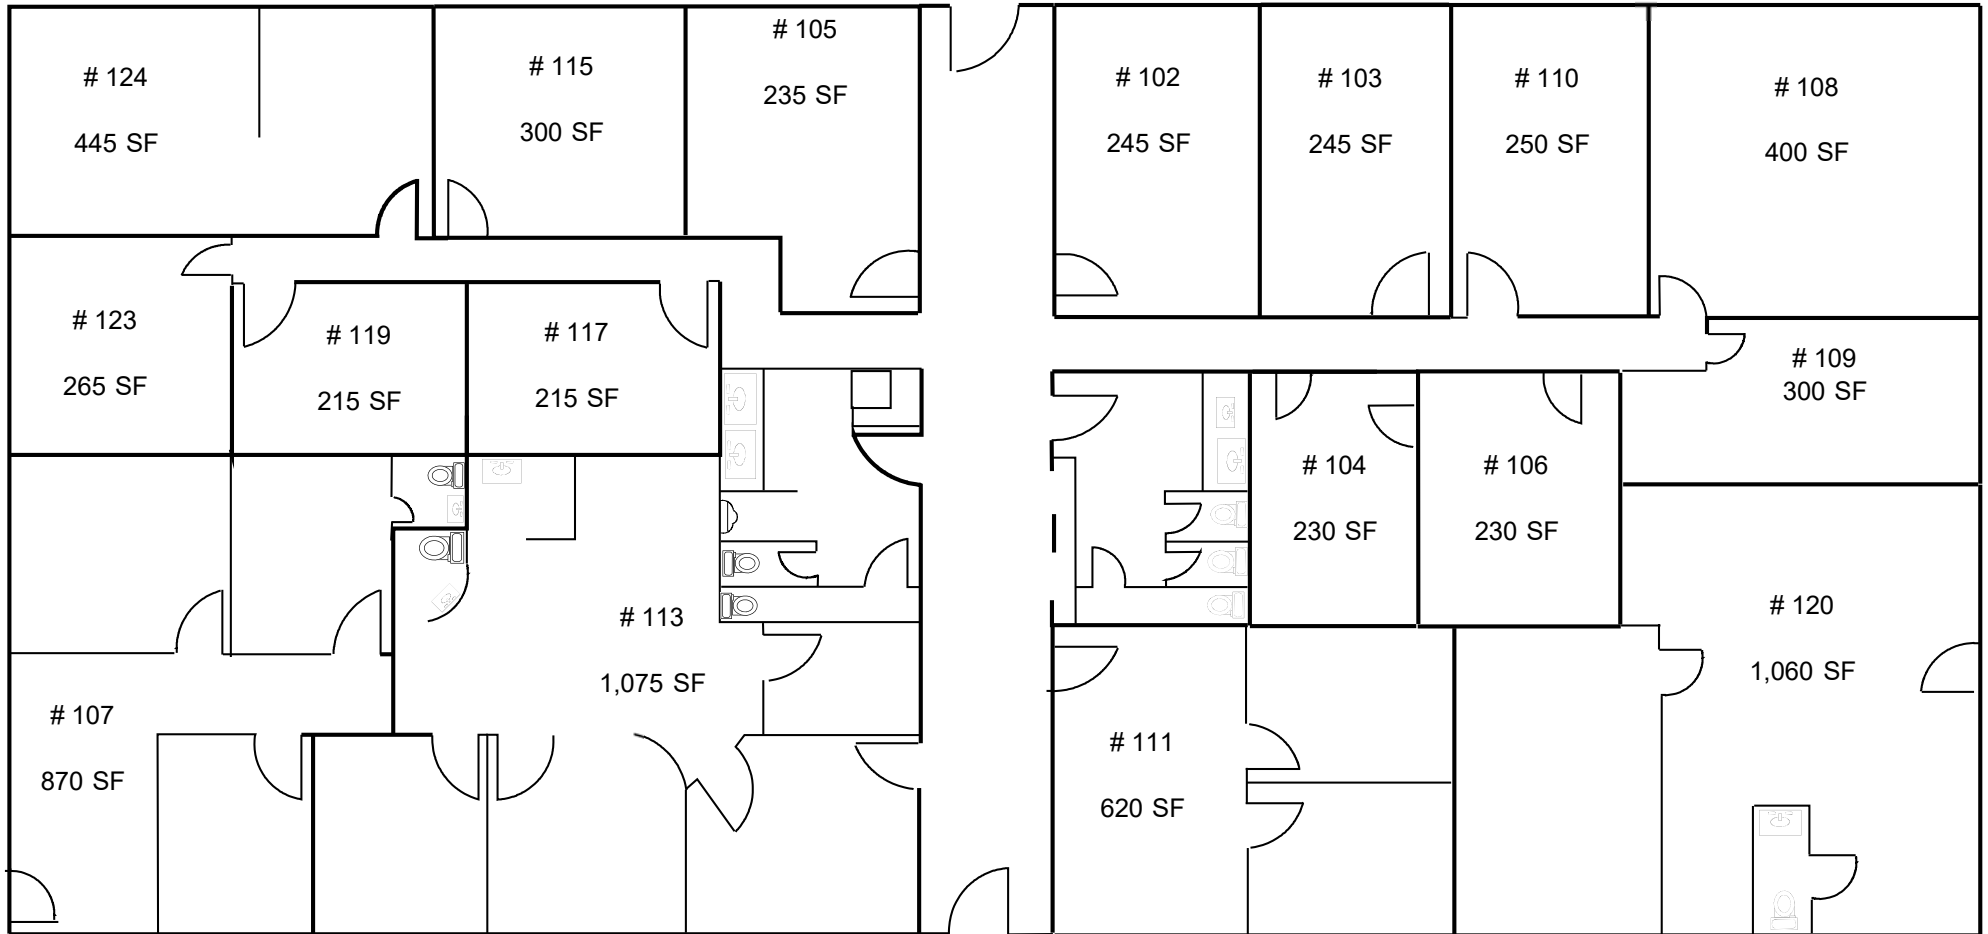 # 124
445 SF
# 115
300 SF
# 105
235 SF
# 102
245 SF
# 103
245 SF
# 110
250 SF
# 108
400 SF
# 123
265 SF
# 119
215 SF
# 117
215 SF
# 109
300 SF
# 104
230 SF
# 106
230 SF
# 113
1,075 SF
# 120
1,060 SF
# 107
870 SF
# 111
620 SF